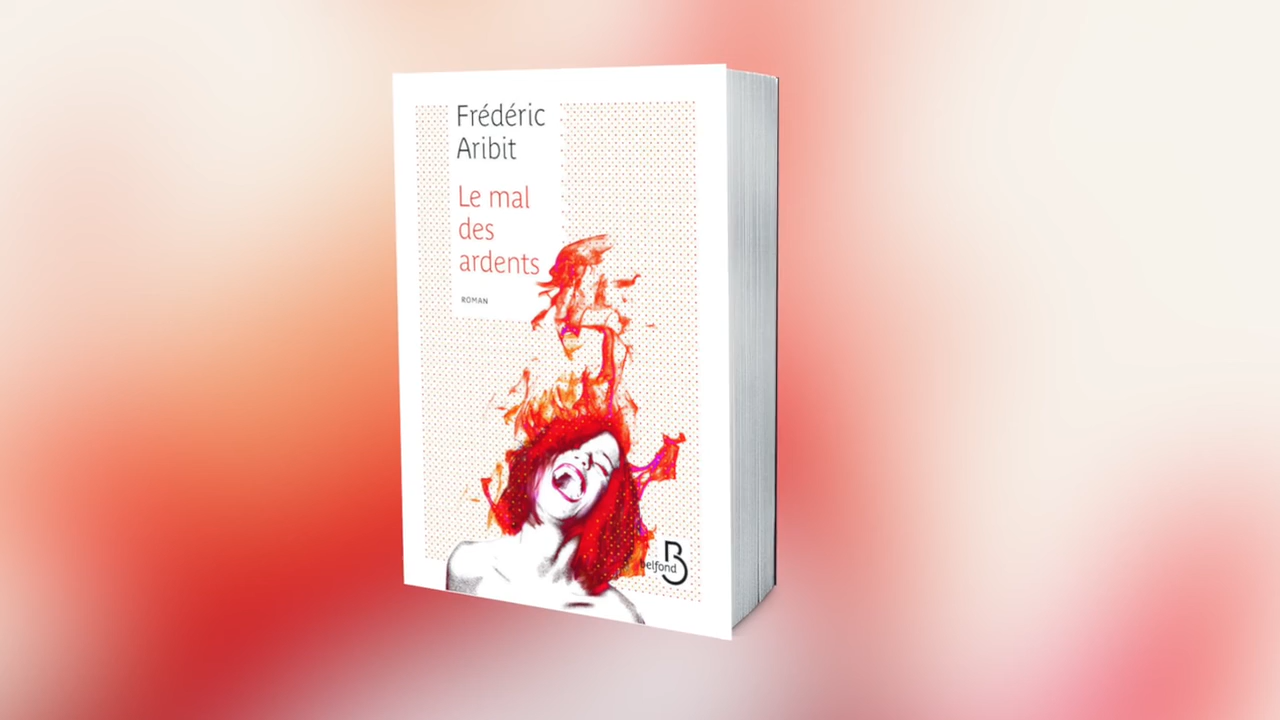 Frédéric
Aribit
Le mal
des
ardents
ROMAN
belfond